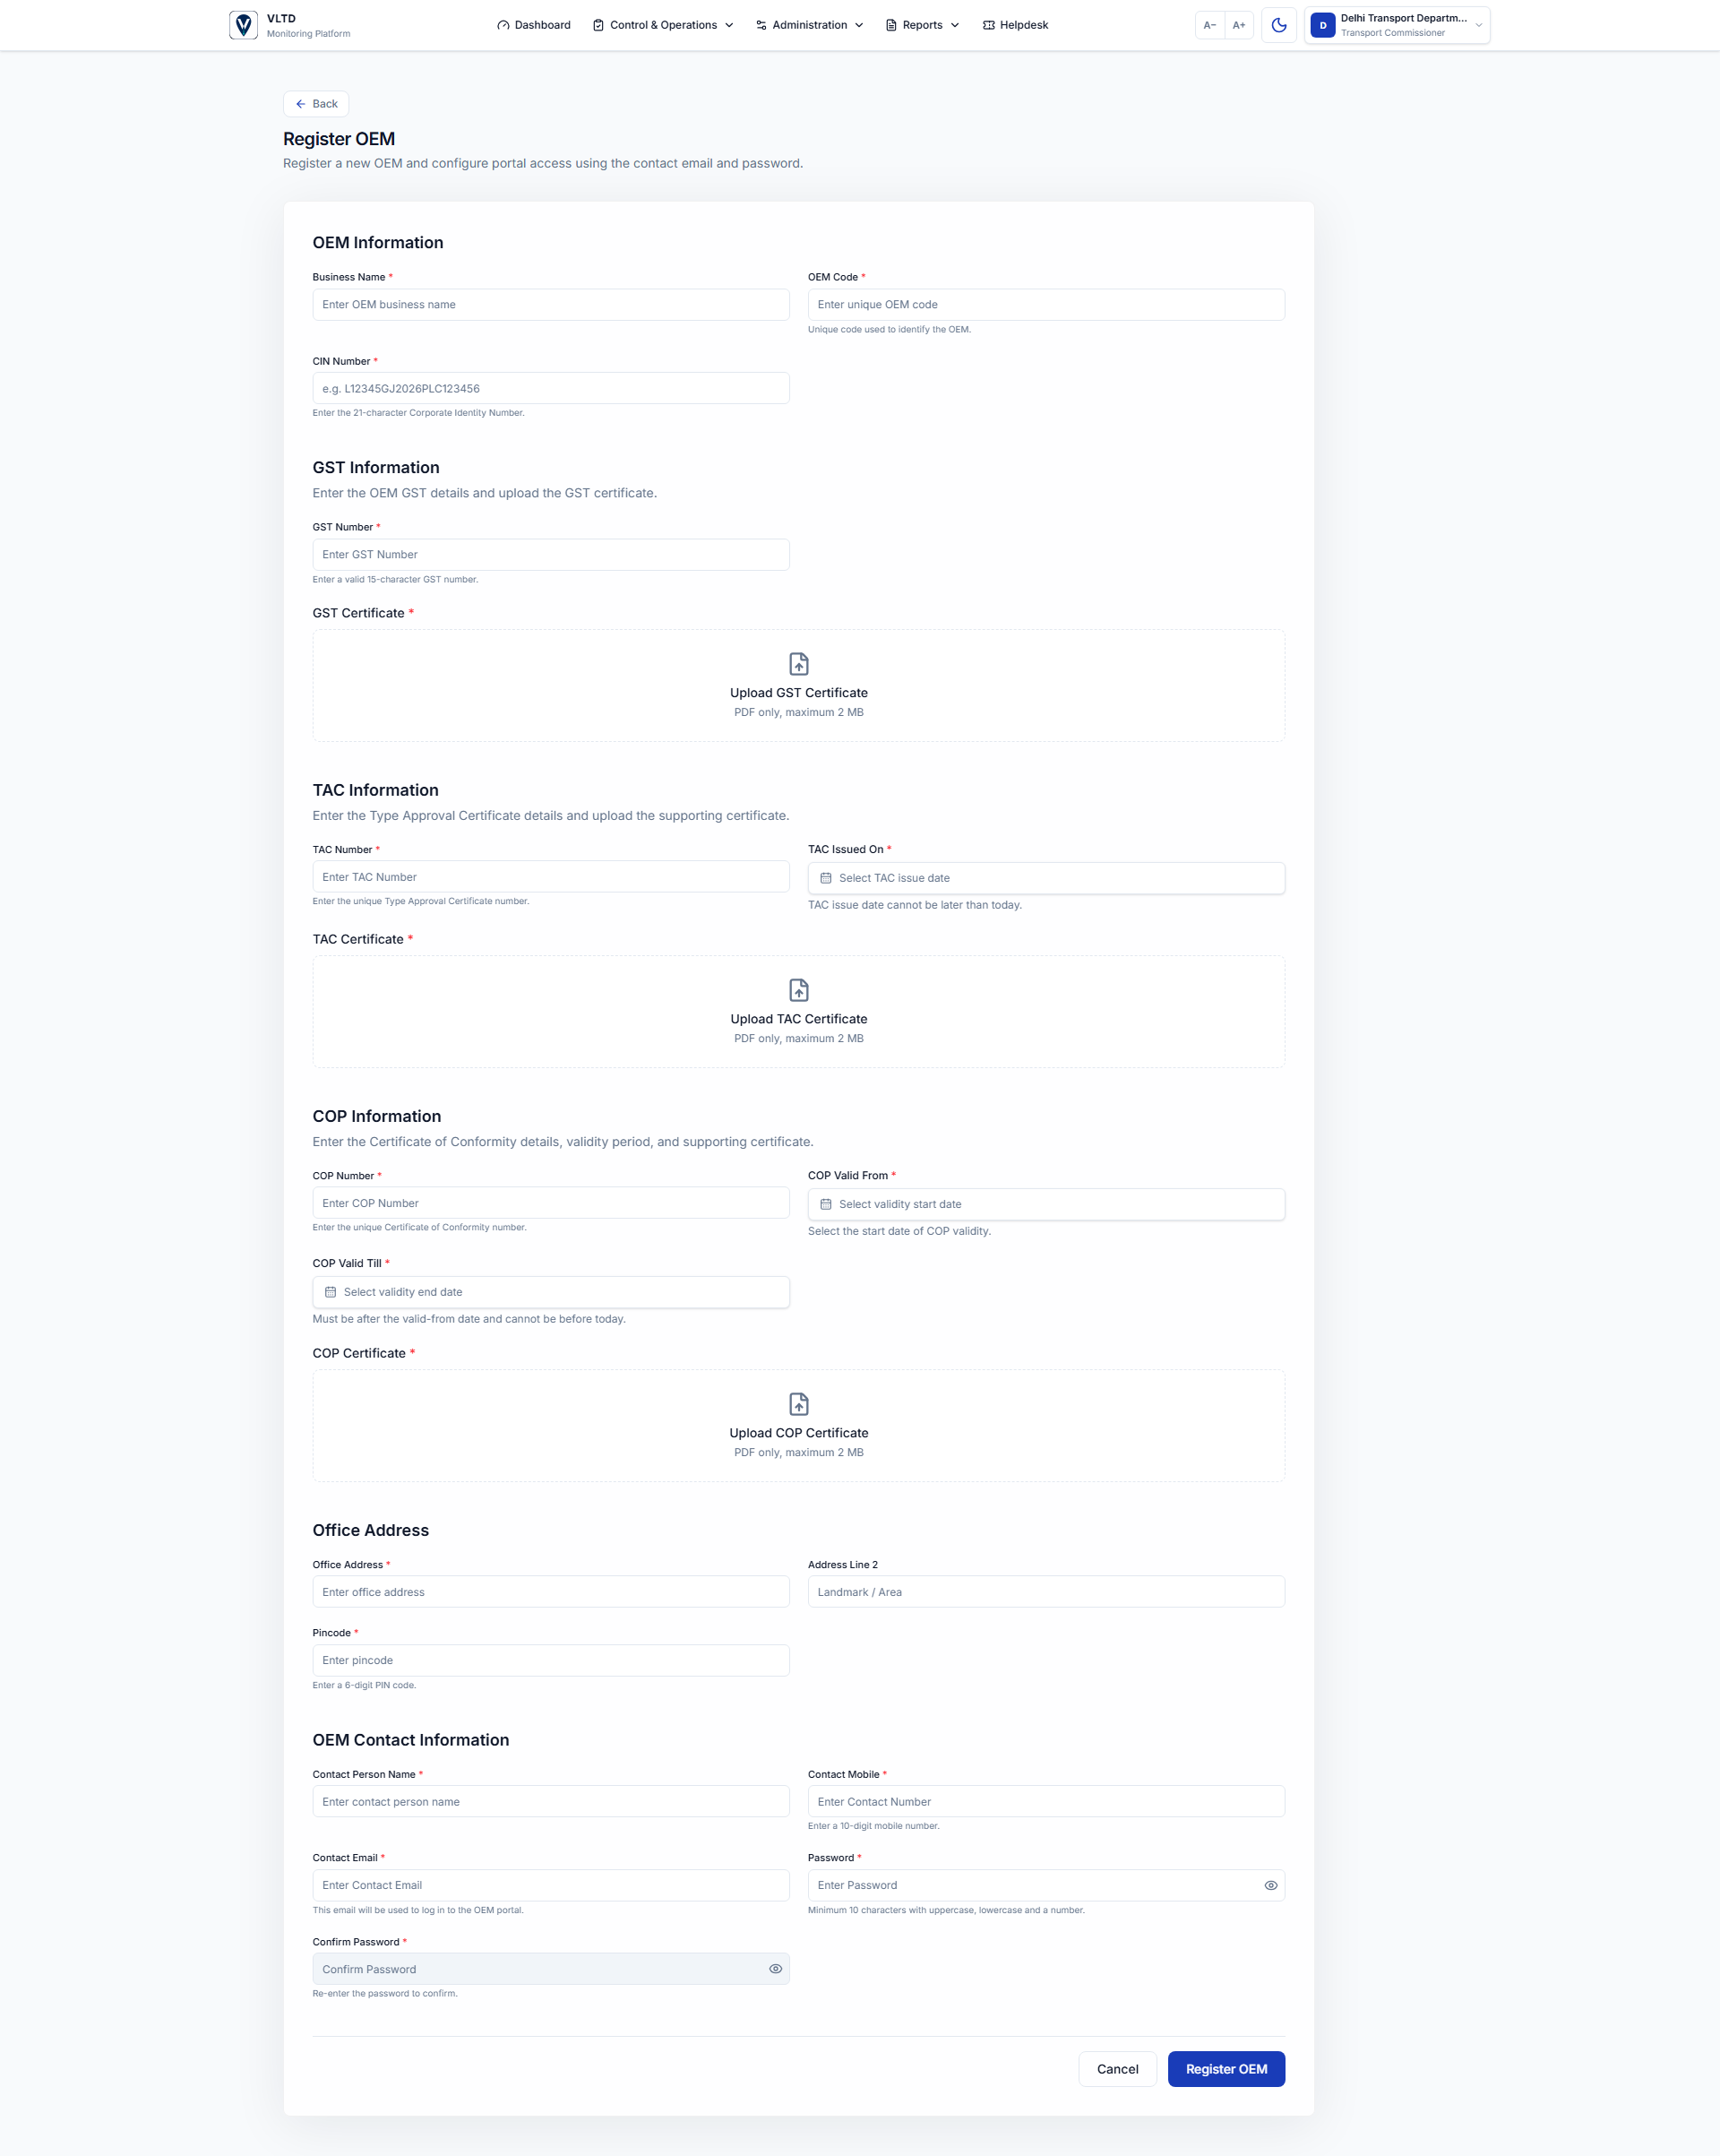 VLTD
Monitoring Platform
Dashboard
Control & Operations
Administration
Reports
Helpdesk
A−
A+
D
Delhi Transport Departm...
Transport Commissioner
Back
Register OEM
Register a new OEM and configure portal access using the contact email and password.
OEM Information
Business Name *
OEM Code *
Enter OEM business name
Enter unique OEM code
Unique code used to identify the OEM.
CIN Number *
e.g. L12345GJ2026PLC123456
Enter the 21-character Corporate Identity Number.
GST Information
Enter the OEM GST details and upload the GST certificate.
GST Number *
Enter GST Number
Enter a valid 15-character GST number.
GST Certificate *
Upload GST Certificate
PDF only, maximum 2 MB
TAC Information
Enter the Type Approval Certificate details and upload the supporting certificate.
TAC Number *
TAC Issued On *
Enter TAC Number
Select TAC issue date
Enter the unique Type Approval Certificate number.
TAC issue date cannot be later than today.
TAC Certificate *
Upload TAC Certificate
PDF only, maximum 2 MB
COP Information
Enter the Certificate of Conformity details, validity period, and supporting certificate.
COP Number *
COP Valid From *
Enter COP Number
Select validity start date
Enter the unique Certificate of Conformity number.
Select the start date of COP validity.
COP Valid Till *
Select validity end date
Must be after the valid-from date and cannot be before today.
COP Certificate *
Upload COP Certificate
PDF only, maximum 2 MB
Office Address
Office Address *
Address Line 2
Enter office address
Landmark / Area
Pincode *
Enter pincode
Enter a 6-digit PIN code.
OEM Contact Information
Contact Person Name *
Contact Mobile *
Enter contact person name
Enter Contact Number
Enter a 10-digit mobile number.
Contact Email *
Password *
Enter Contact Email
Enter Password
This email will be used to log in to the OEM portal.
Minimum 10 characters with uppercase, lowercase and a number.
Confirm Password *
Confirm Password
Re-enter the password to confirm.
Cancel
Register OEM